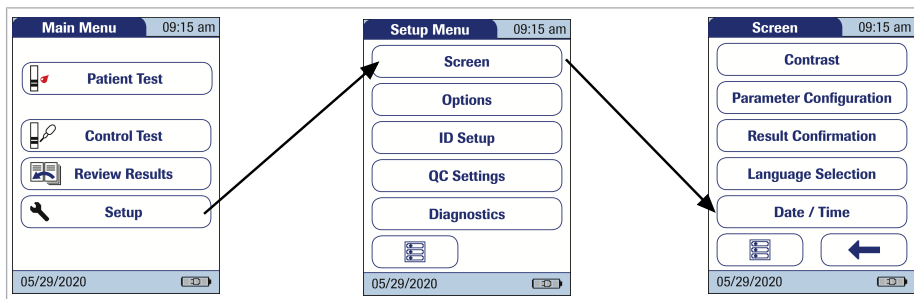 Main Menu 09:15 am
Patient Test
Control Test
Review Results
Setup
05/29/2020
Setup Menu 09:15 am
Screen
Options
ID Setup
QC Settings
Diagnostics
05/29/2020
Screen 09:15 am
Contrast
Parameter Configuration
Result Confirmation
Language Selection
Date / Time
05/29/2020